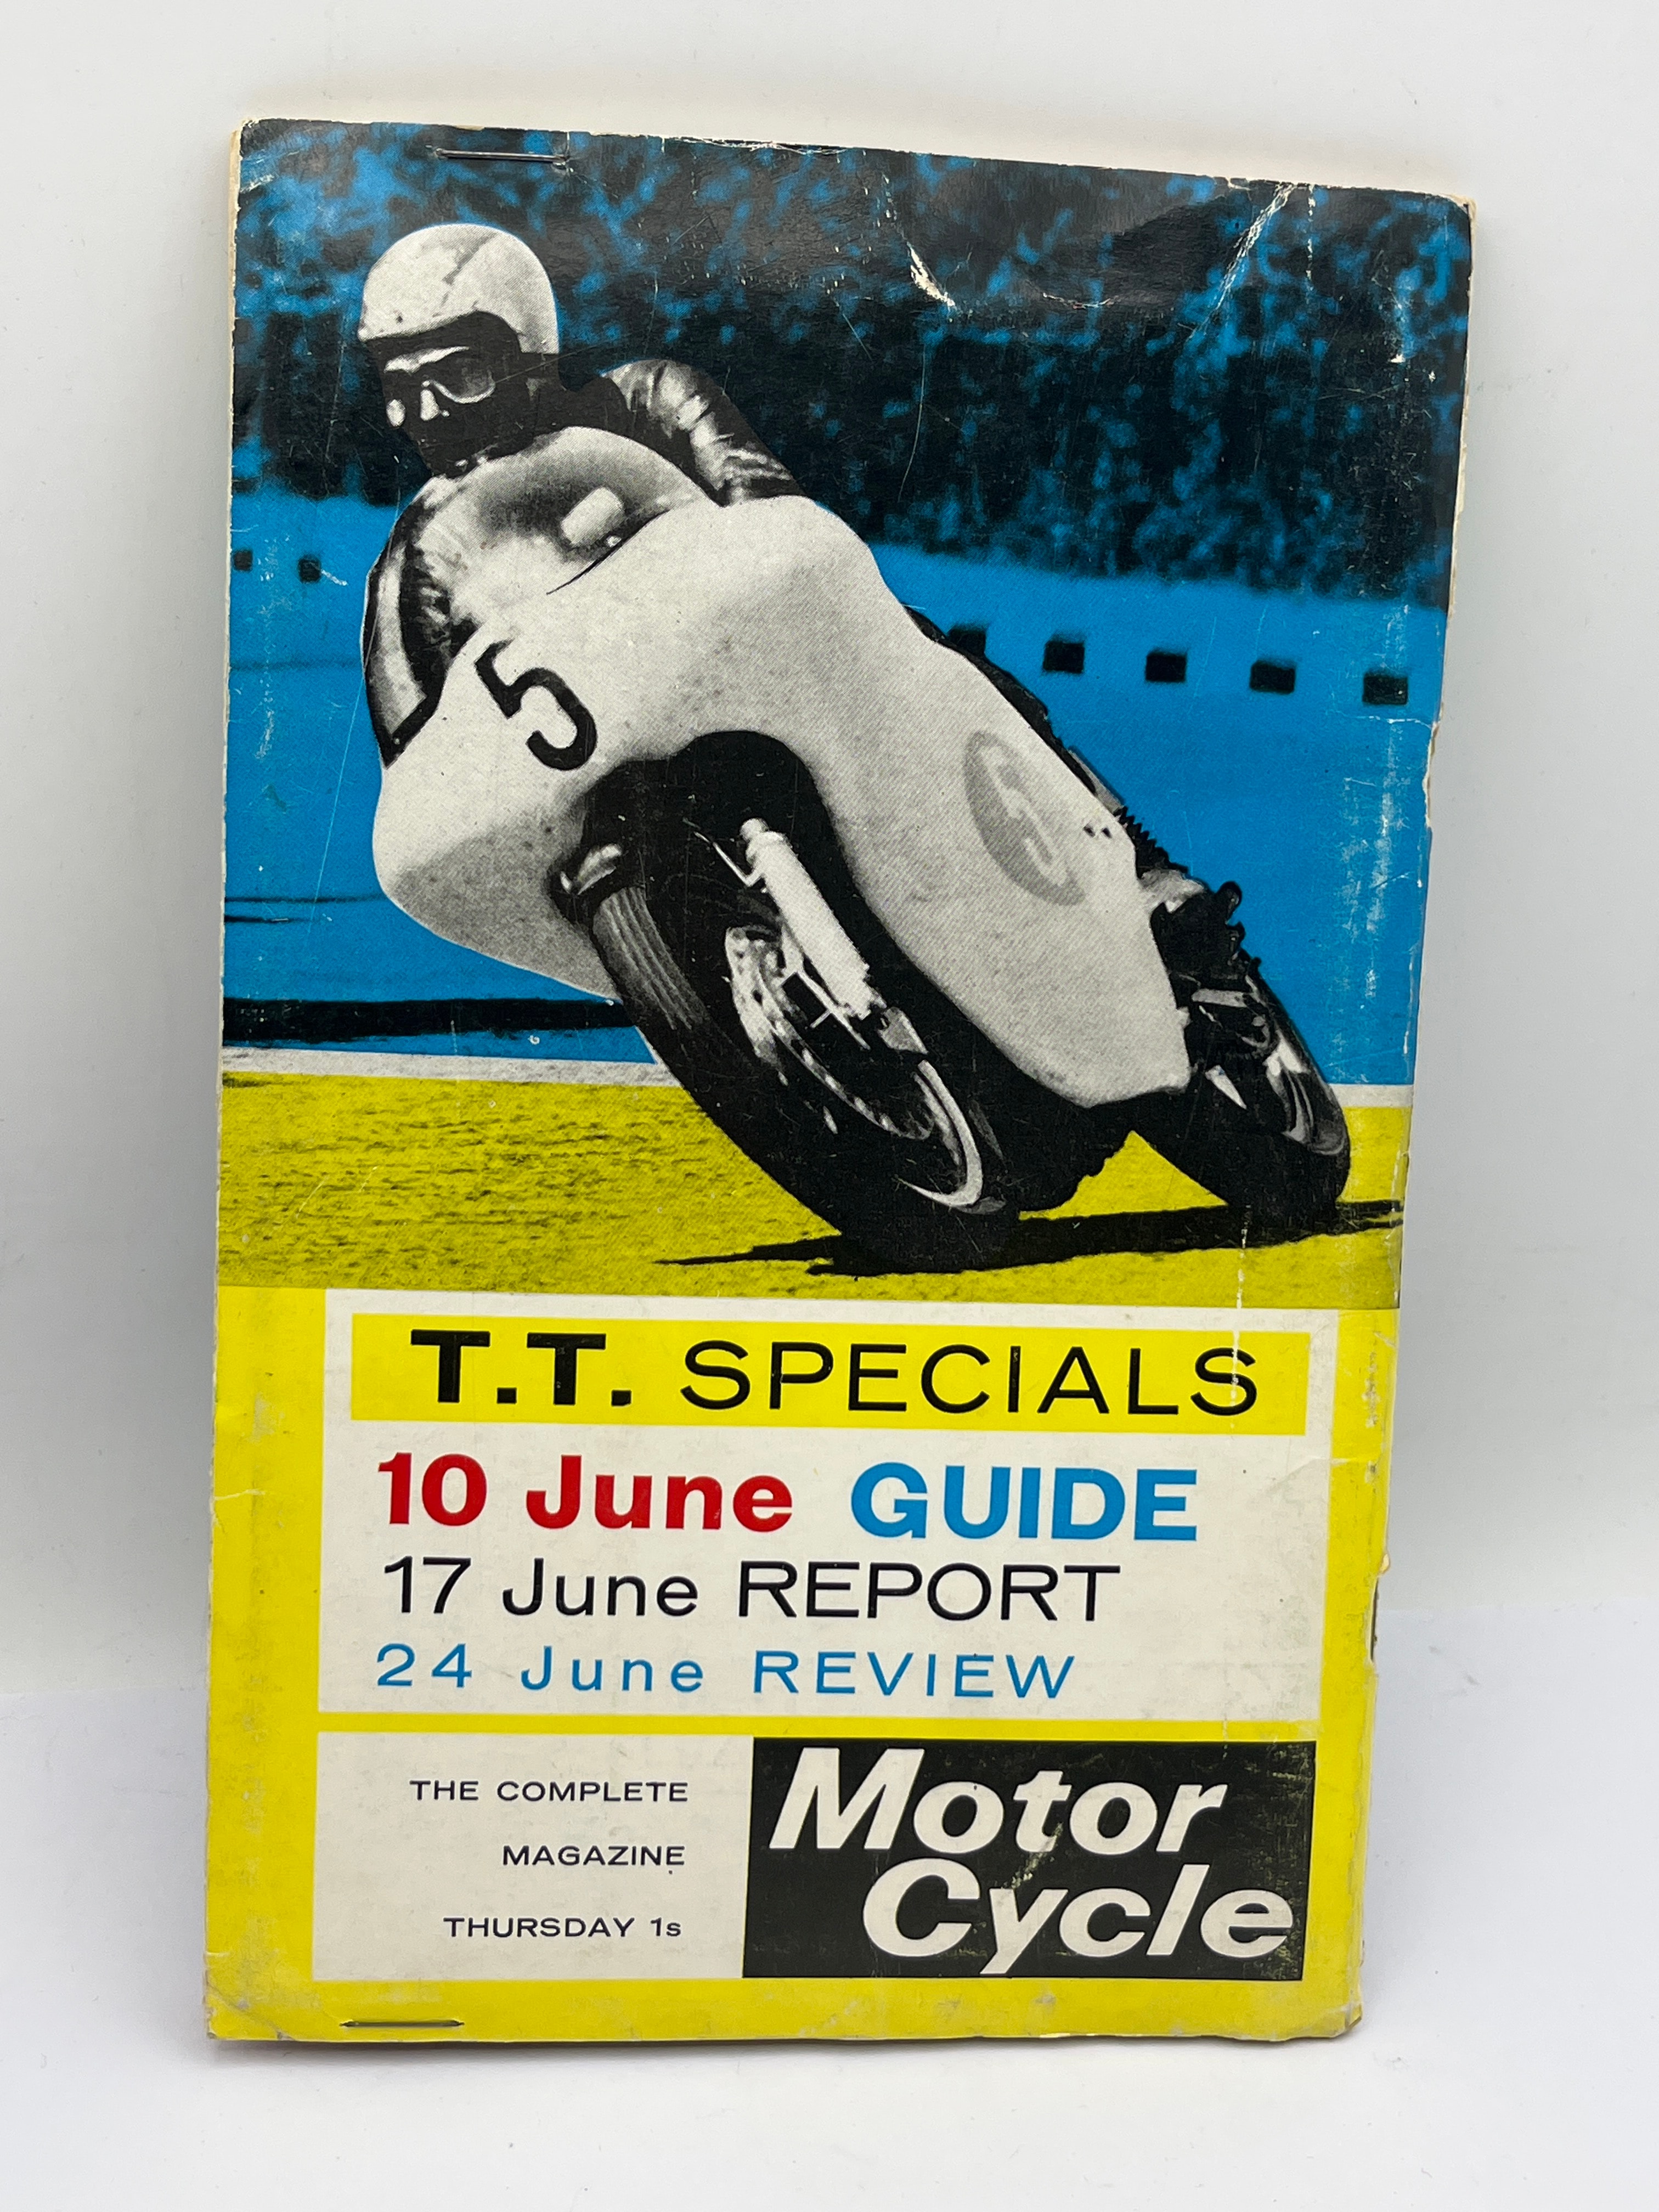 5
T.T. SPECIALS
10 June GUIDE
17 June REPORT
24 June REVIEW
THE COMPLETE
MAGAZINE
THURSDAY 1s
Motor
Cycle